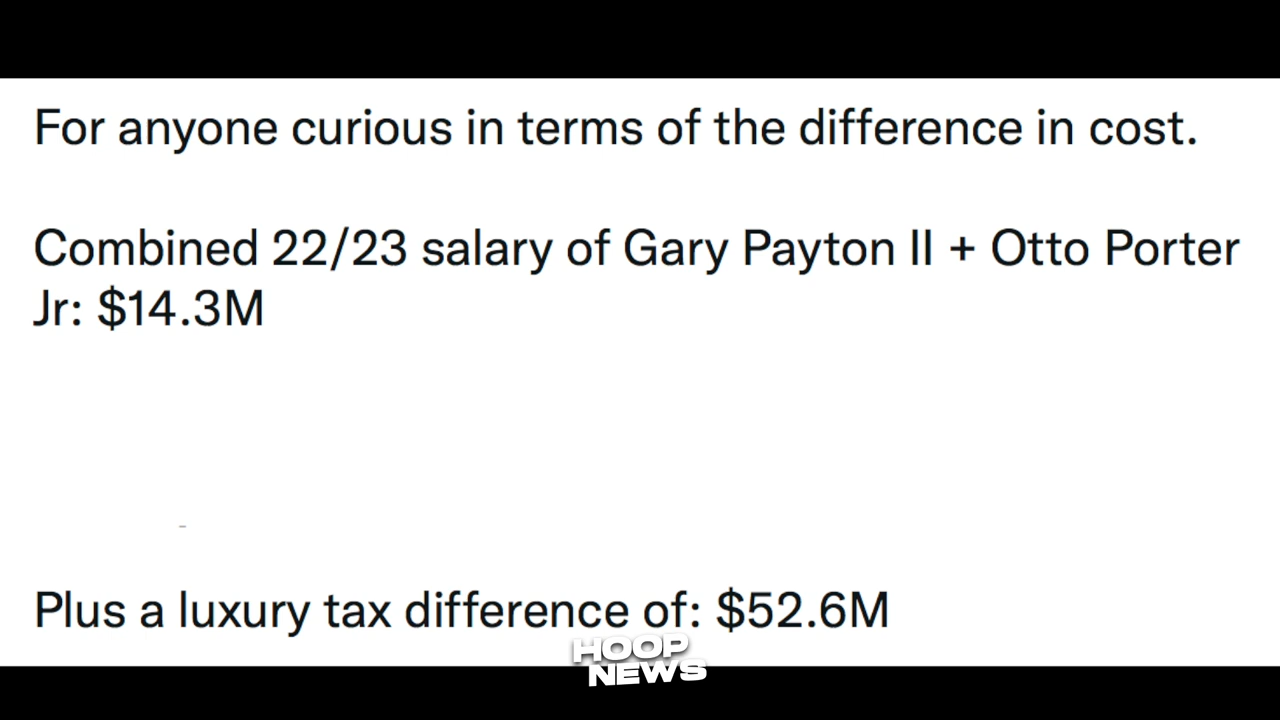 For anyone curious in terms of the difference in cost.
Combined 22/23 salary of Gary Payton II + Otto Porter
Jr: $14.3M
Plus a luxury tax difference of: $52.6M
HOOP
NEWS